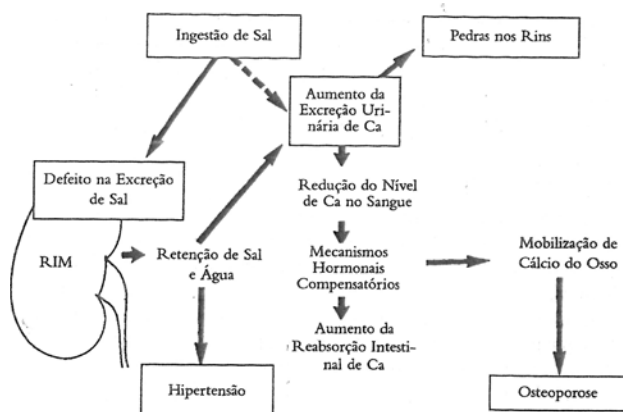 Ingestão de Sal
Pedras nos Rins
Aumento da
Excreção Uri-
nária de Ca
Defeito na Excreção
de Sal
Redução do Nível
de Ca no Sangue
RIM
Retenção de Sal
e Água
Mecanismos
Hormonais
Compensatórios
Mobilização de
Cálcio do Osso
Aumento da
Reabsorção Intesti-
nal de Ca
Hipertensão
Osteoporose